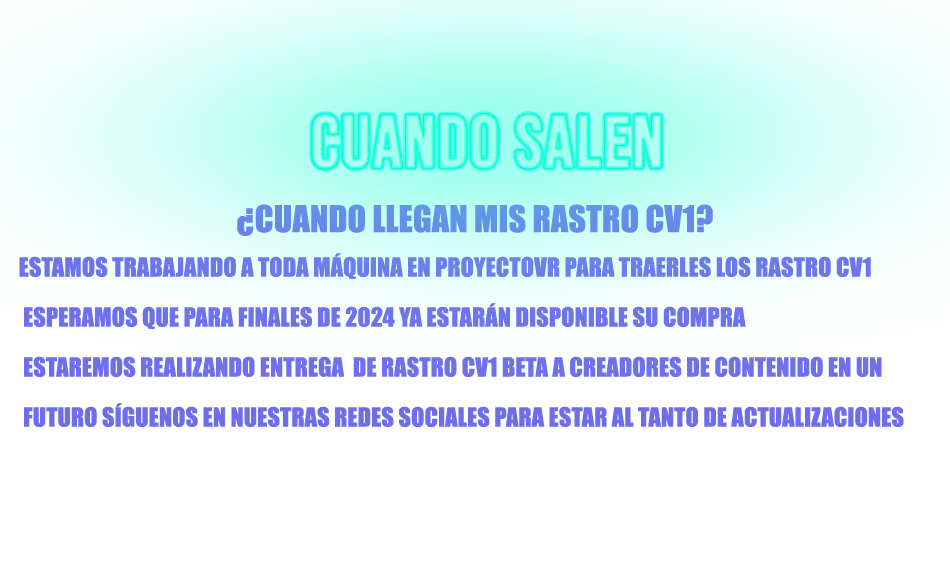 CUANDO SALEN
¿CUANDO LLEGAN MIS RASTRO CV1?
ESTAMOS TRABAJANDO A TODA MÁQUINA EN PROYECTOVR PARA TRAERLES LOS RASTRO CV1
ESPERAMOS QUE PARA FINALES DE 2024 YA ESTARÁN DISPONIBLE SU COMPRA
ESTAREMOS REALIZANDO ENTREGA DE RASTRO CV1 BETA A CREADORES DE CONTENIDO EN UN
FUTURO SÍGUENOS EN NUESTRAS REDES SOCIALES PARA ESTAR AL TANTO DE ACTUALIZACIONES